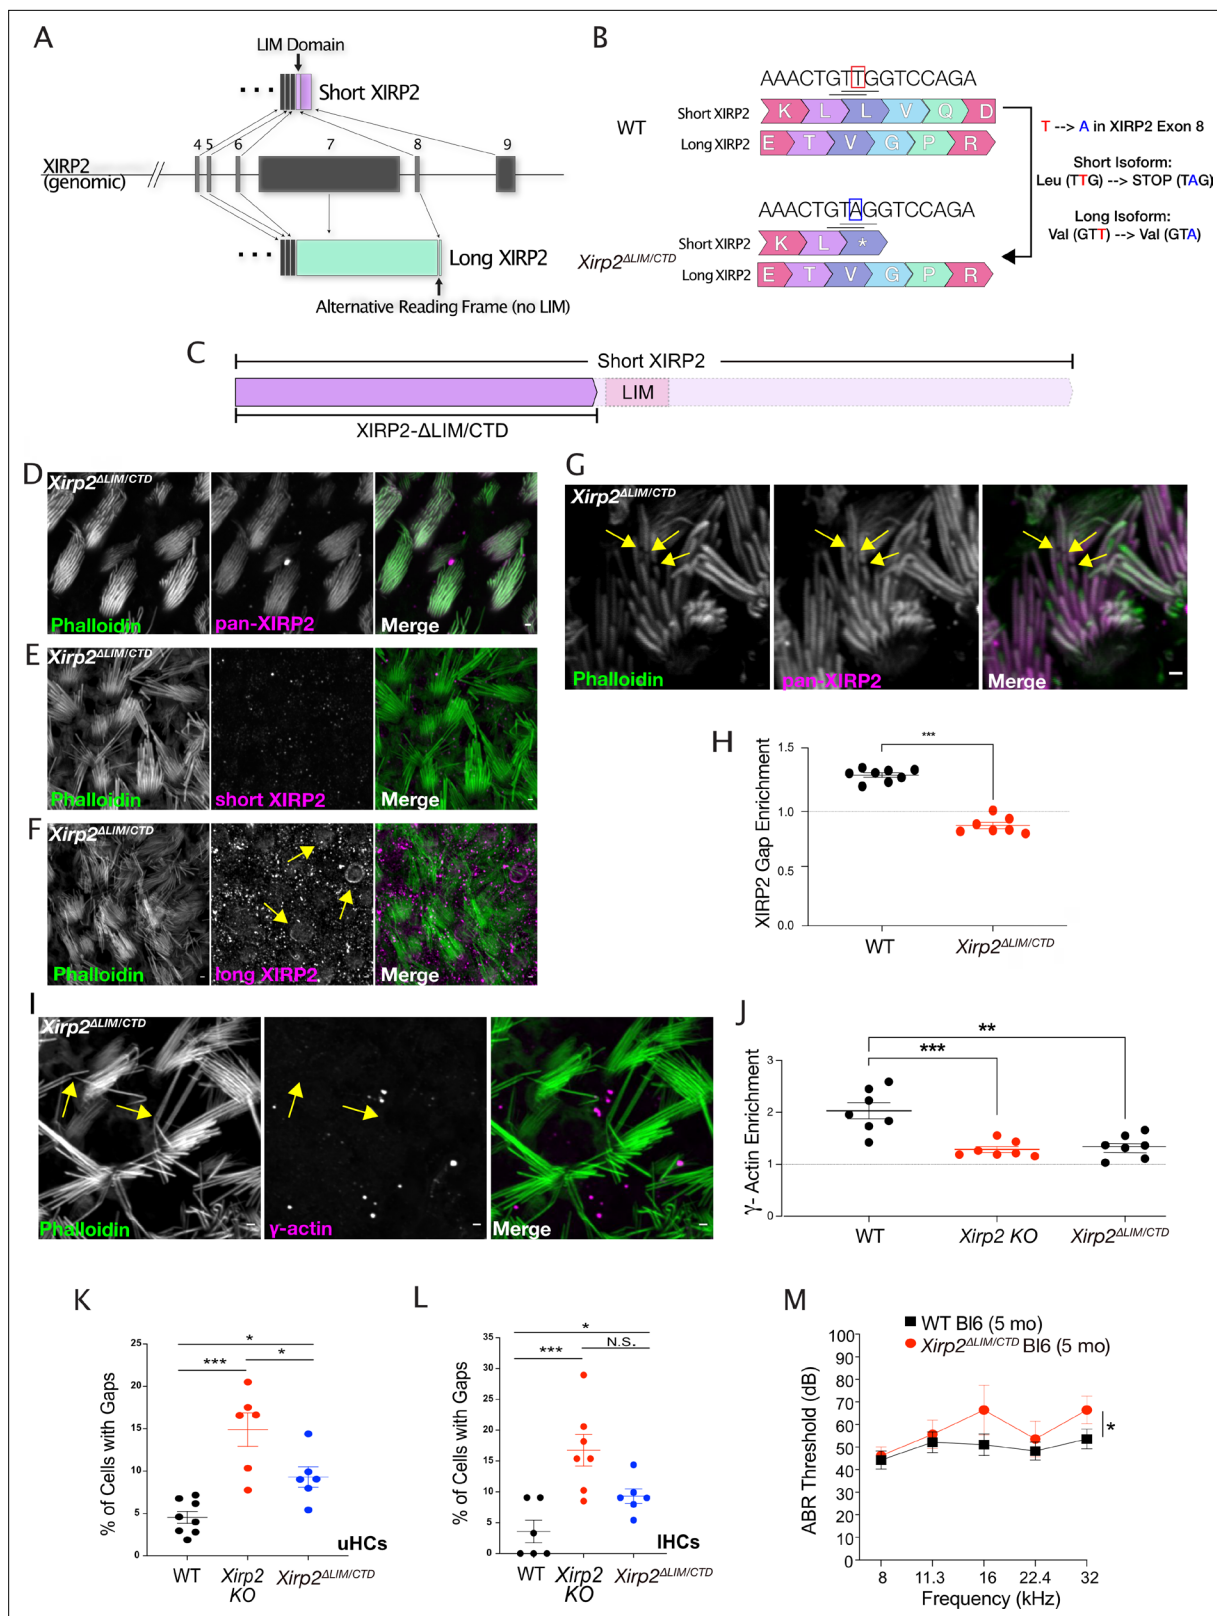 A
LIM Domain
Short XIRP2
4 5 6 7 8 9
XIRP2
(genomic)
Long XIRP2
Alternative Reading Frame (no LIM)
B
AAACTGTTGGTCCAGA
WT
Short XIRP2 K L L V Q D
Long XIRP2 E T V G P R
AAACTGTAGGTCCAGA
Xirp2ΔLIM/CTD
Short XIRP2 K L *
Long XIRP2 E T V G P R
T --> A in XIRP2 Exon 8
Short Isoform:
Leu (TTG) --> STOP (TAG)
Long Isoform:
Val (GTT) --> Val (GTA)
C
Short XIRP2
LIM
XIRP2-ΔLIM/CTD
D
Xirp2ΔLIM/CTD
Phalloidin pan-XIRP2 Merge
E
Xirp2ΔLIM/CTD
Phalloidin short XIRP2 Merge
F
Xirp2ΔLIM/CTD
Phalloidin long XIRP2 Merge
G
Xirp2ΔLIM/CTD
Phalloidin pan-XIRP2 Merge
H
XIRP2 Gap Enrichment
1.5
1.0
0.5
0.0
***
WT Xirp2ΔLIM/CTD
I
Xirp2ΔLIM/CTD
Phalloidin γ-actin Merge
J
γ- Actin Enrichment
3
2
1
0
**
***
WT Xirp2 KO Xirp2ΔLIM/CTD
K
% of Cells with Gaps
25
20
15
10
5
0
*
*** *
uHCs
WT Xirp2 KO Xirp2ΔLIM/CTD
L
% of Cells with Gaps
35
30
25
20
15
10
5
0
*
*** N.S.
lHCs
WT Xirp2 KO Xirp2ΔLIM/CTD
M
WT Bl6 (5 mo)
Xirp2ΔLIM/CTD Bl6 (5 mo)
ABR Threshold (dB)
100
90
80
70
60
50
40
30
20
10
0
*
8 11.3 16 22.4 32
Frequency (kHz)